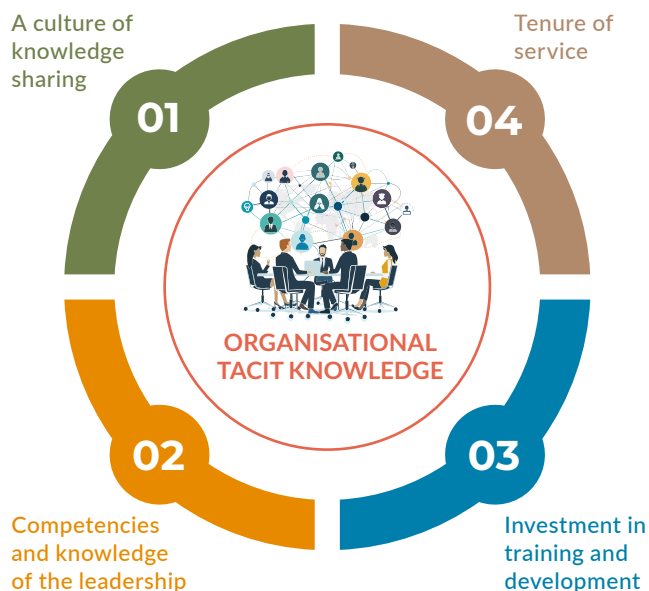 A culture of
knowledge
sharing
01
Tenure of
service
04
ORGANISATIONAL
TACIT KNOWLEDGE
02
Competencies
and knowledge
of the leadership
03
Investment in
training and
development